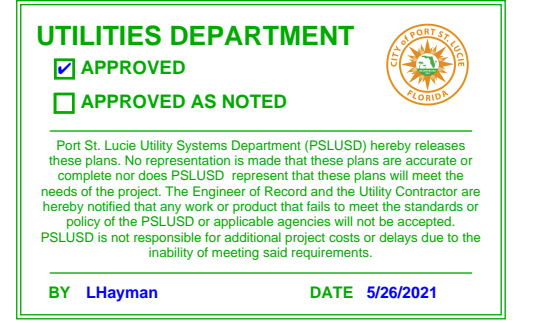 UTILITIES DEPARTMENT
CITY of PORT ST. LUCIE
FLORIDA
✔ APPROVED
APPROVED AS NOTED
Port St. Lucie Utility Systems Department (PSLUSD) hereby releases
these plans. No representation is made that these plans are accurate or
complete nor does PSLUSD represent that these plans will meet the
needs of the project. The Engineer of Record and the Utility Contractor are
hereby notified that any work or product that fails to meet the standards or
policy of the PSLUSD or applicable agencies will not be accepted.
PSLUSD is not responsible for additional project costs or delays due to the
inability of meeting said requirements.
BY LHayman DATE 5/26/2021